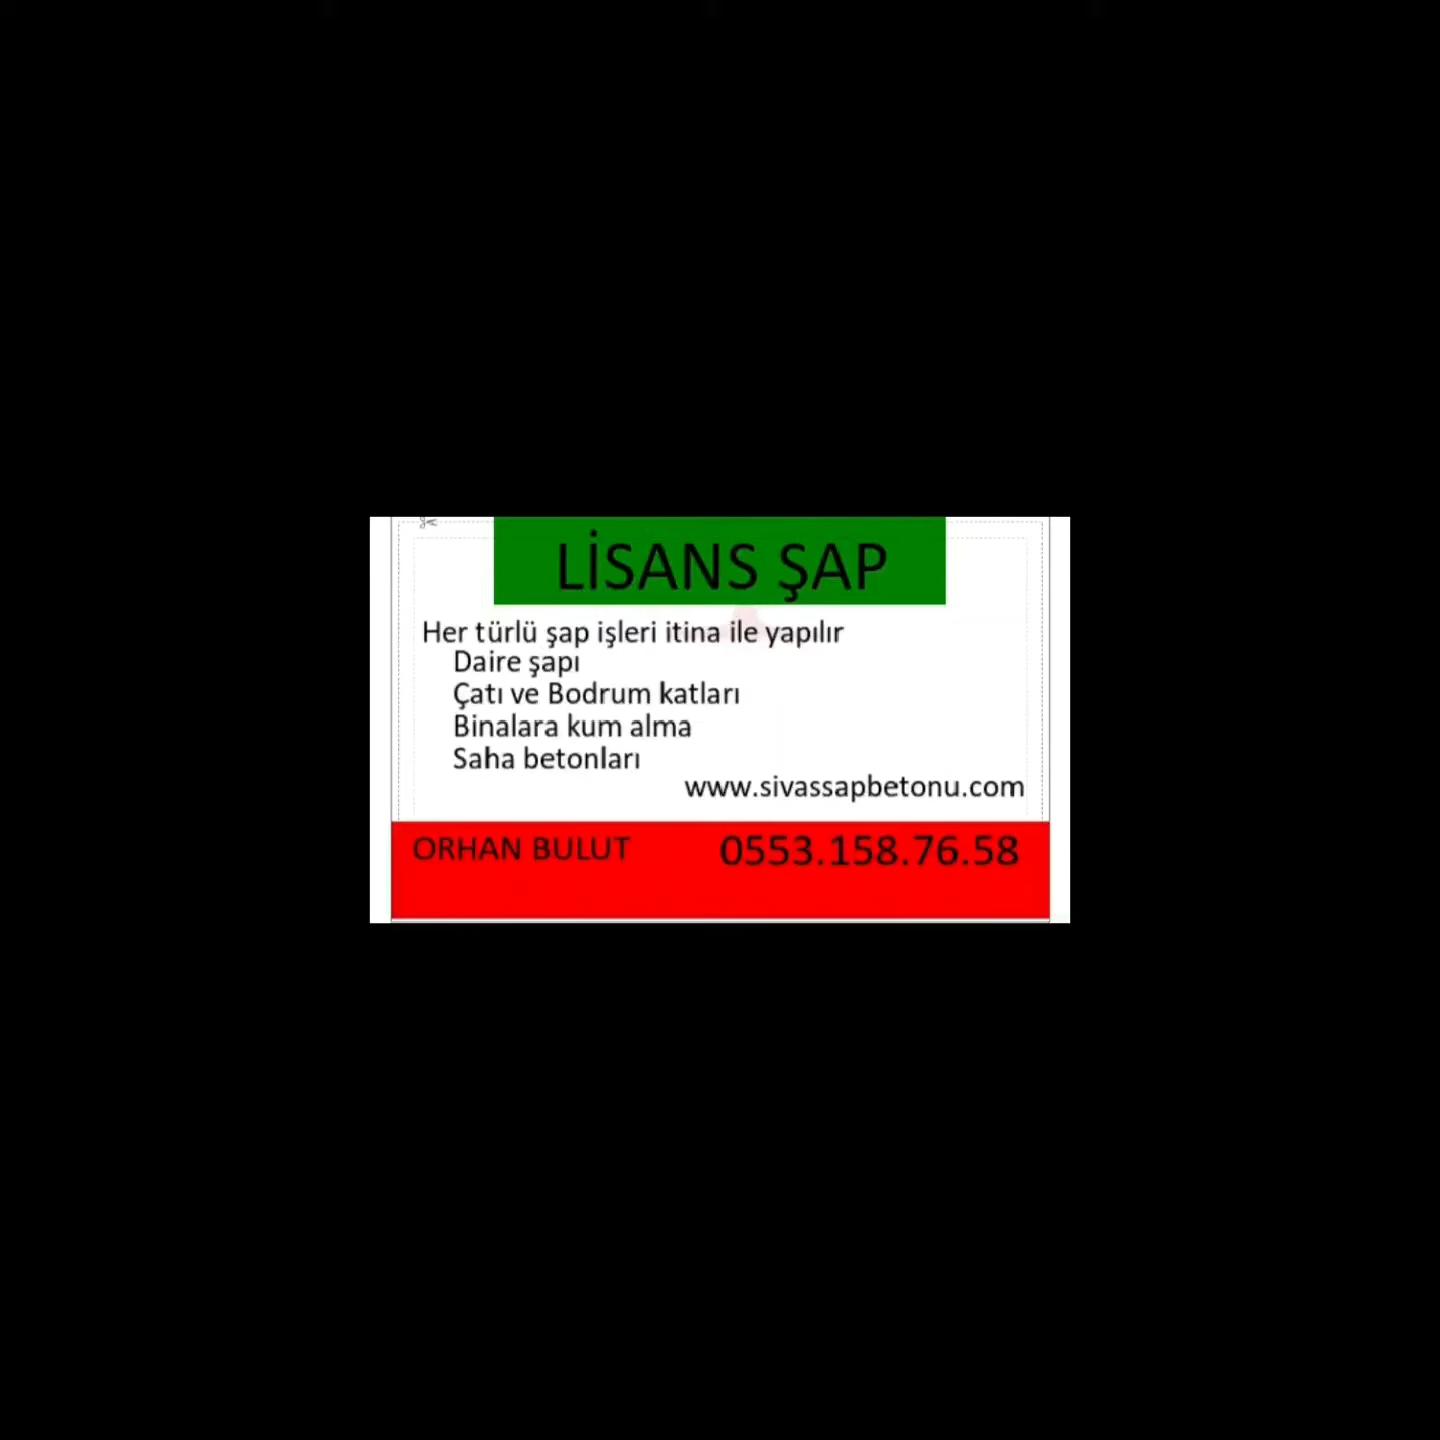 LİSANS ŞAP
Her türlü şap işleri itina ile yapılır
Daire şapı
Çatı ve Bodrum katları
Binalara kum alma
Saha betonları
www.sivassapbetonu.com
ORHAN BULUT 0553.158.76.58